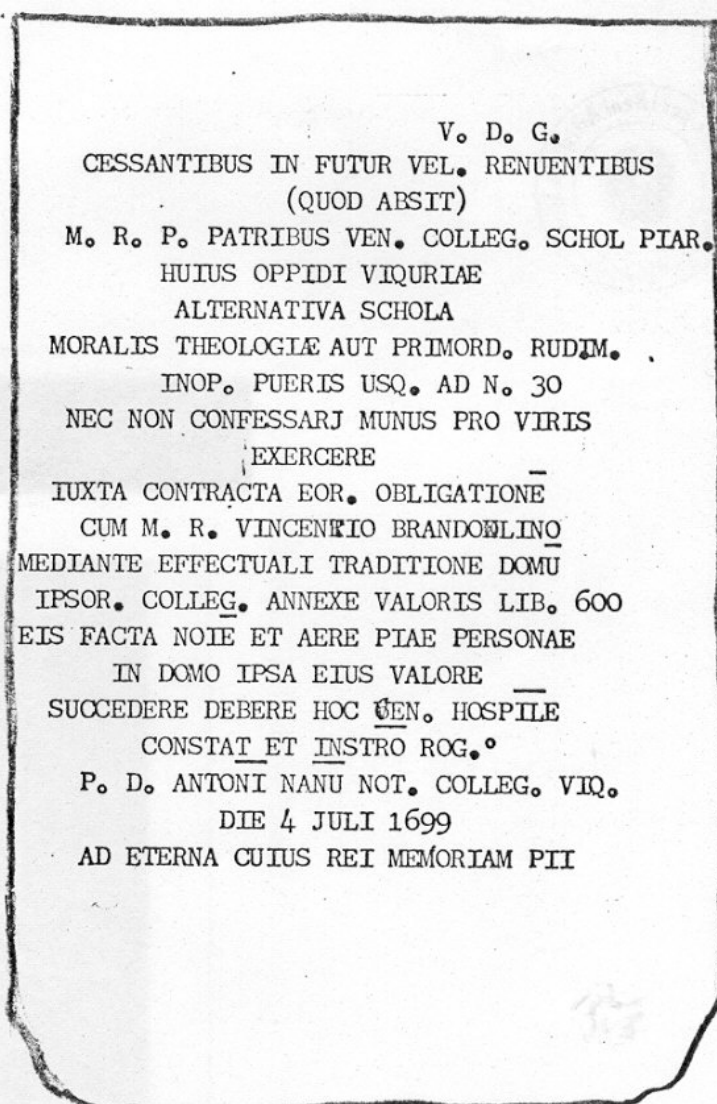 V. D. G.
CESSANTIBUS IN FUTUR VEL. RENUENTIBUS
(QUOD ABSIT)
M. R. P. PATRIBUS VEN. COLLEG. SCHOL PIAR.
HUIUS OPPIDI VIQURIAE
ALTERNATIVA SCHOLA
MORALIS THEOLOGIÆ AUT PRIMORD. RUDIM.
INOP. PUERIS USQ. AD N. 30
NEC NON CONFESSARJ MUNUS PRO VIRIS
EXERCERE
IUXTA CONTRACTA EOR. OBLIGATIONE̅
CUM M. R. VINCENTIO BRANDOLINO
MEDIANTE EFFECTUALI TRADITIONE DOMU
IPSOR. COLLEG. ANNEXE VALORIS LIB. 600
EIS FACTA NOIE̅ ET AERE PIAE PERSONAE
IN DOMO IPSA EIUS VALORE
SUCCEDERE DEBERE HOC VEN. HOSPILE
CONSTAT ET INSTRO ROG.°
P. D. ANTONI NANU NOT. COLLEG. VIQ.
DIE 4 JULI 1699
AD ETERNA CUIUS REI MEMORIAM PII